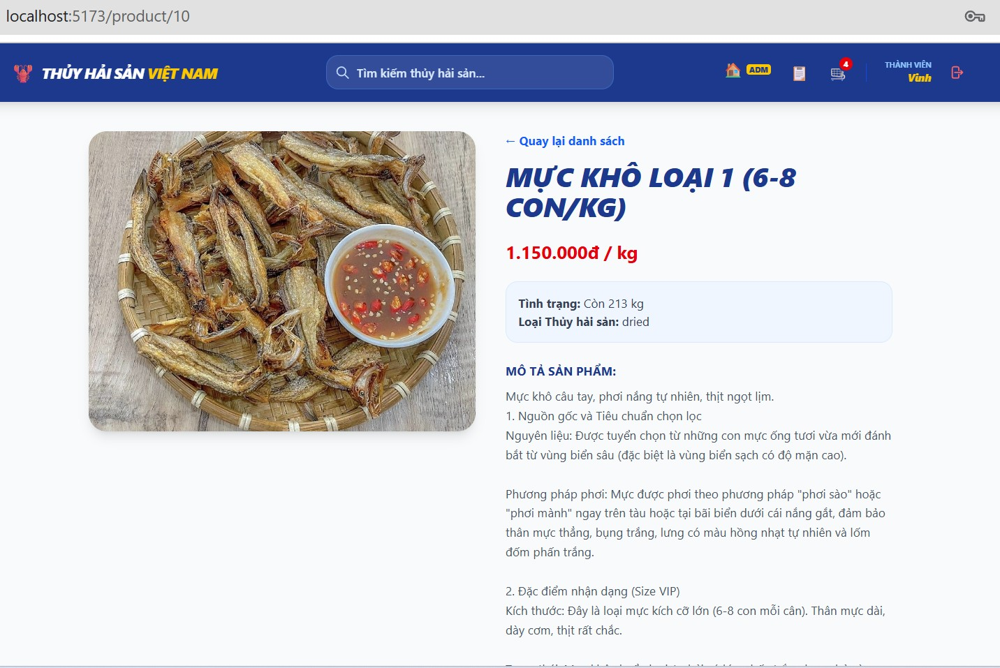 localhost:5173/product/10
THỦY HẢI SẢN VIỆT NAM
Tìm kiếm thủy hải sản...
ADM
4
THÀNH VIÊN
Vinh
← Quay lại danh sách
MỰC KHÔ LOẠI 1 (6-8
CON/KG)
1.150.000đ / kg
Tình trạng: Còn 213 kg
Loại Thủy hải sản: dried
MÔ TẢ SẢN PHẨM:
Mực khô câu tay, phơi nắng tự nhiên, thịt ngọt lịm.
1. Nguồn gốc và Tiêu chuẩn chọn lọc
Nguyên liệu: Được tuyển chọn từ những con mực ống tươi vừa mới đánh
bắt từ vùng biển sâu (đặc biệt là vùng biển sạch có độ mặn cao).
Phương pháp phơi: Mực được phơi theo phương pháp "phơi sào" hoặc
"phơi mành" ngay trên tàu hoặc tại bãi biển dưới cái nắng gắt, đảm bảo
thân mực thẳng, bụng trắng, lưng có màu hồng nhạt tự nhiên và lốm
đốm phấn trắng.
2. Đặc điểm nhận dạng (Size VIP)
Kích thước: Đây là loại mực kích cỡ lớn (6-8 con mỗi cân). Thân mực dài,
dày cơm, thịt rất chắc.